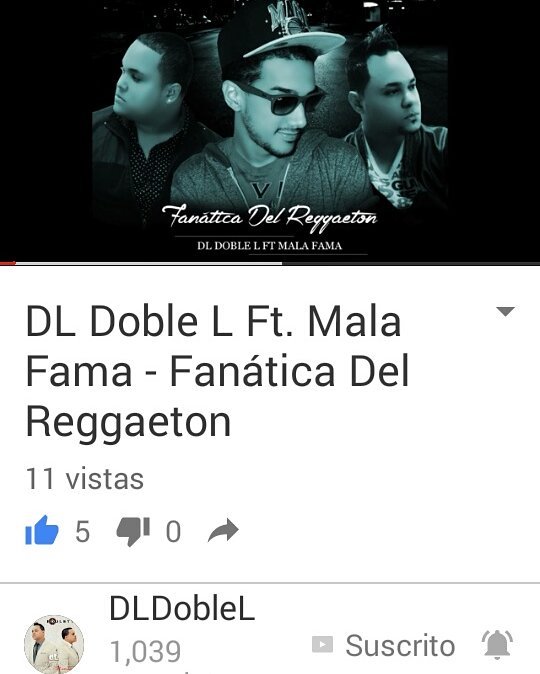 Fanática Del Reggaeton
DL DOBLE L FT MALA FAMA
DL Doble L Ft. Mala
Fama - Fanática Del
Reggaeton
11 vistas
5 0
DLDobleL
1,039
Suscrito